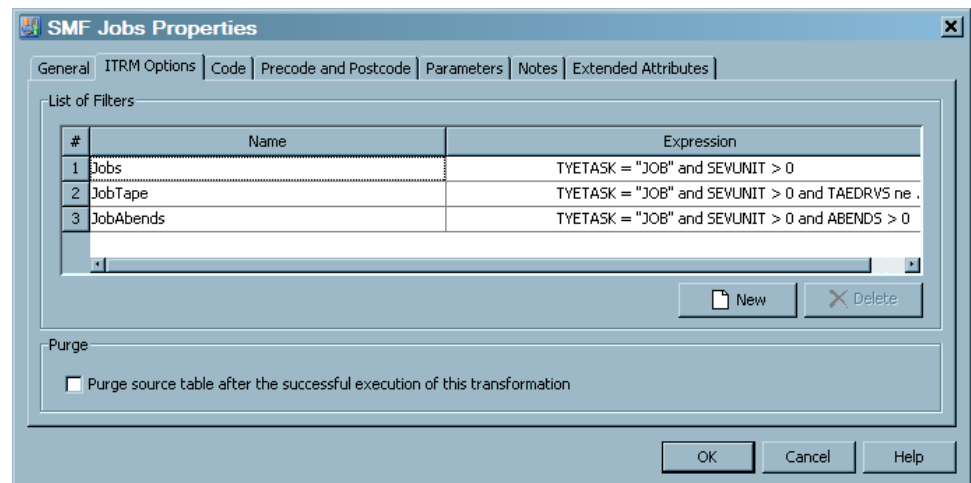 SMF Jobs Properties
General ITRM Options Code Precode and Postcode Parameters Notes Extended Attributes
List of Filters
# Name Expression
1 Jobs TYETASK = "JOB" and SEVUNIT > 0
2 JobTape TYETASK = "JOB" and SEVUNIT > 0 and TAEDRVS ne .
3 JobAbends TYETASK = "JOB" and SEVUNIT > 0 and ABENDS > 0
New Delete
Purge
Purge source table after the successful execution of this transformation
OK Cancel Help